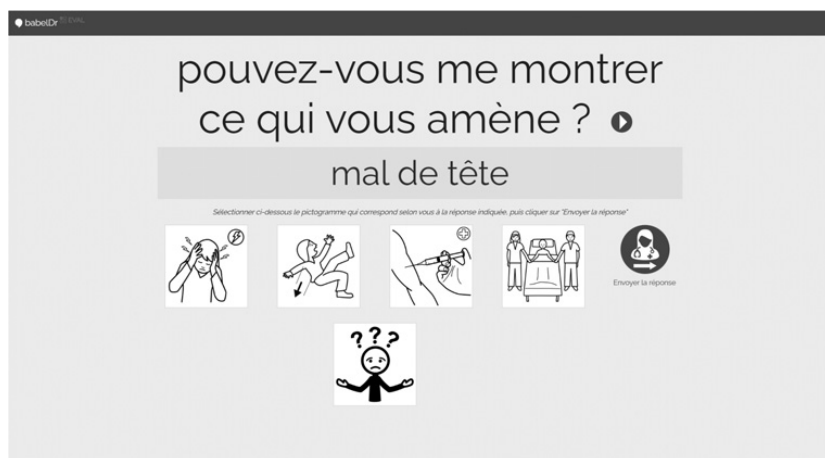 babelDr EVAL
pouvez-vous me montrer
ce qui vous amène ?
mal de tête
Sélectionner ci-dessous le pictogramme qui correspond selon vous à la réponse indiquée, puis cliquer sur "Envoyer la réponse"
Envoyer la réponse
? ? ?